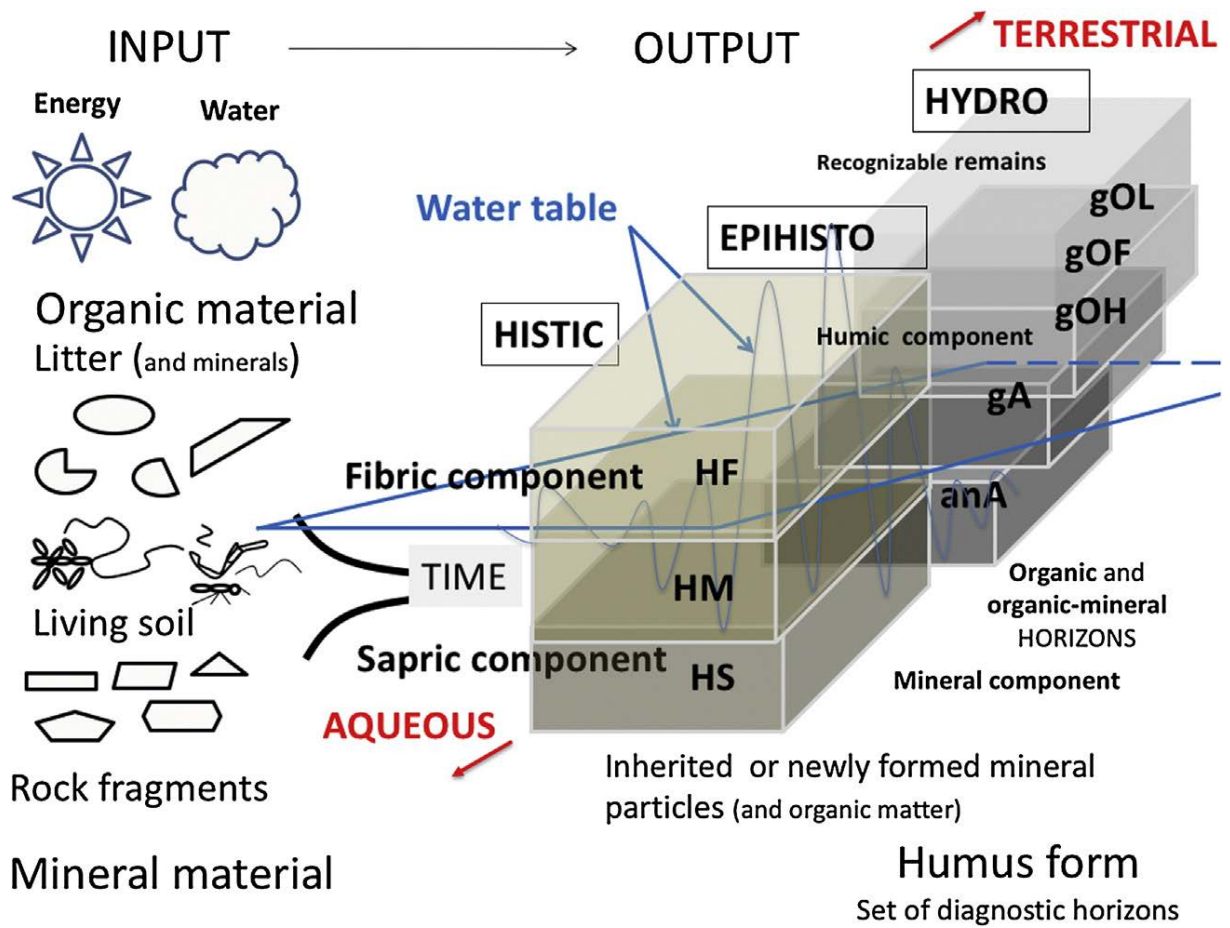 INPUT
OUTPUT
TERRESTRIAL
Energy
Water
HYDRO
Recognizable remains
Water table
gOL
EPIHISTO
gOF
Organic material
gOH
HISTIC
Humic component
Litter (and minerals)
gA
Fibric component
HF
anA
TIME
HM
Organic and
organic-mineral
HORIZONS
Living soil
Sapric component
HS
Mineral component
AQUEOUS
Inherited or newly formed mineral
particles (and organic matter)
Rock fragments
Mineral material
Humus form
Set of diagnostic horizons